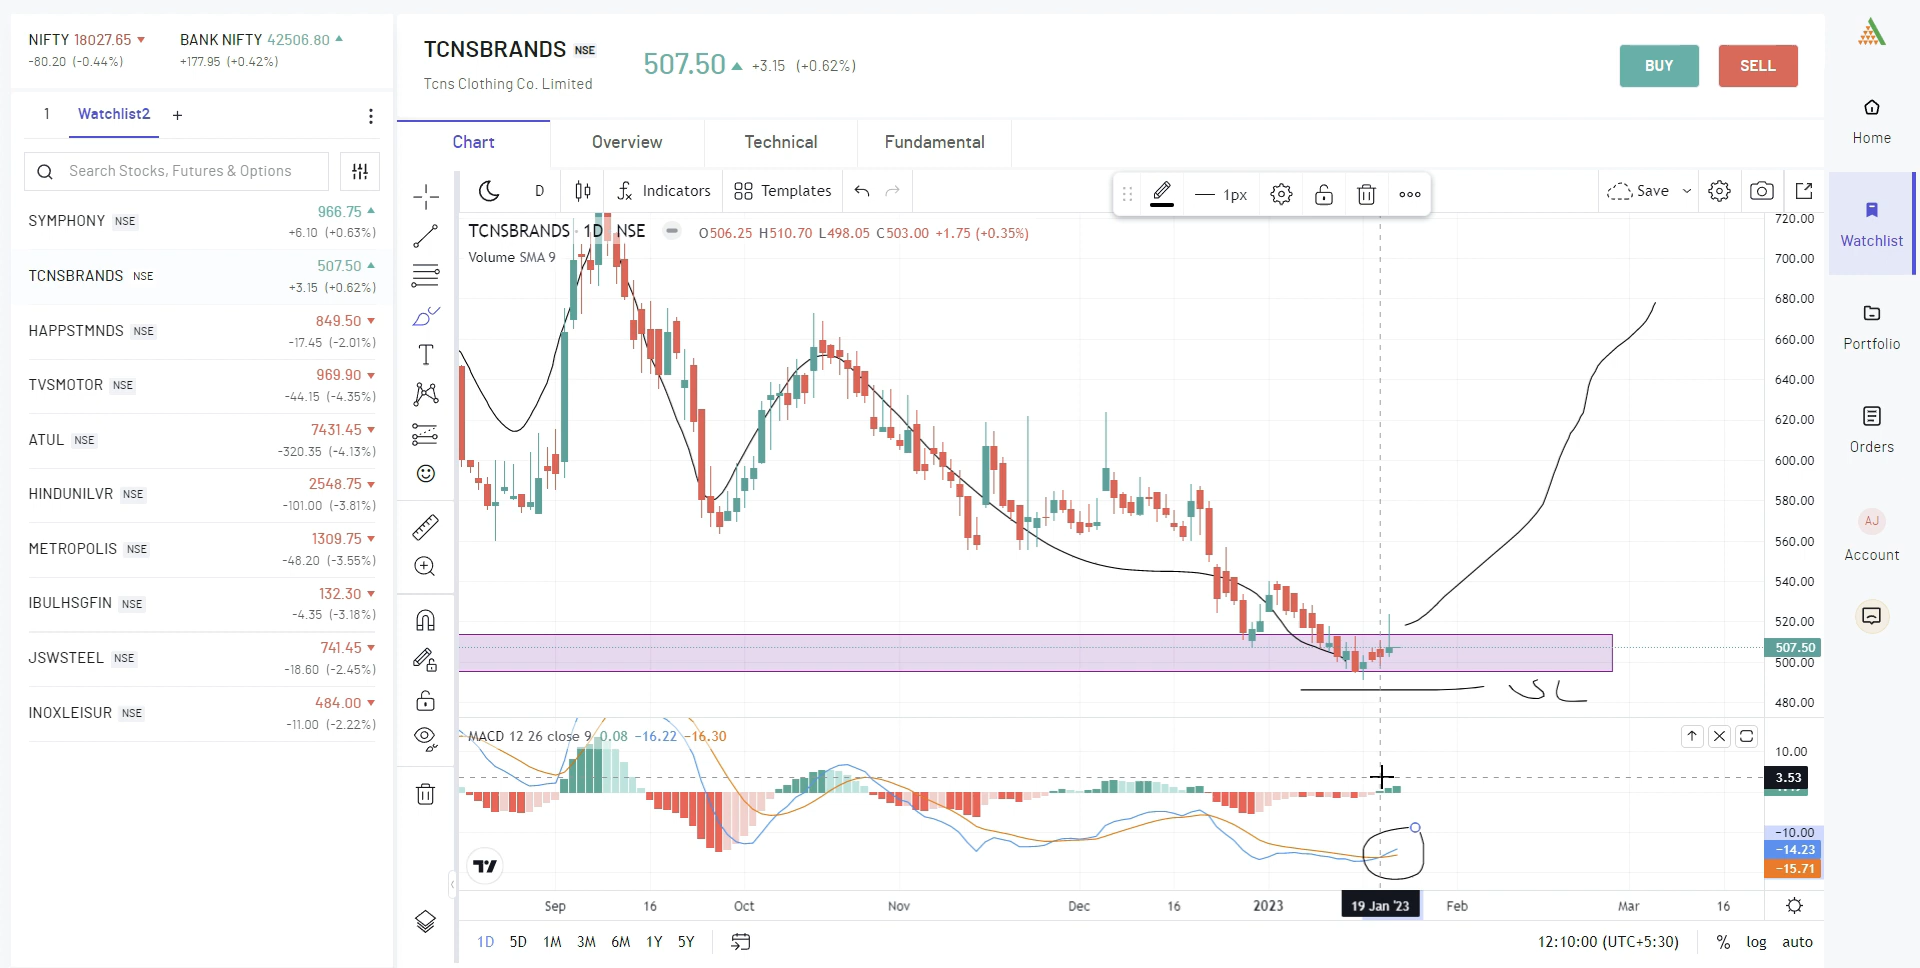 NIFTY 18027.65
BANK NIFTY 42506.80
-80.20 (-0.44%)
+177.95 (+0.42%)
1
Watchlist2
+
Search Stocks, Futures & Options
SYMPHONY NSE
966.75
+6.10 (+0.63%)
TCNSBRANDS NSE
507.50
+3.15 (+0.62%)
HAPPSTMNDS NSE
849.50
-17.45 (-2.01%)
TVSMOTOR NSE
969.90
-44.15 (-4.35%)
ATUL NSE
7431.45
-320.35 (-4.13%)
HINDUNILVR NSE
2548.75
-101.00 (-3.81%)
METROPOLIS NSE
1309.75
-48.20 (-3.55%)
IBULHSGFIN NSE
132.30
-4.35 (-3.18%)
JSWSTEEL NSE
741.45
-18.60 (-2.45%)
INOXLEISUR NSE
484.00
-11.00 (-2.22%)
TCNSBRANDS NSE
Tcns Clothing Co. Limited
507.50 +3.15 (+0.62%)
BUY
SELL
Chart
Overview
Technical
Fundamental
D
Indicators
Templates
1px
Save
TCNSBRANDS · 1D NSE
O506.25 H510.70 L498.05 C503.00 +1.75 (+0.35%)
Volume SMA 9
720.00
700.00
680.00
660.00
640.00
620.00
600.00
580.00
560.00
540.00
520.00
507.50
500.00
480.00
SL
MACD 12 26 close 9 0.08 −16.22 −16.30
10.00
3.53
−10.00
−14.23
−15.71
Sep
16
Oct
Nov
Dec
16
2023
19 Jan '23
Feb
Mar
16
1D 5D 1M 3M 6M 1Y 5Y
12:10:00 (UTC+5:30)
% log auto
Home
Watchlist
Portfolio
Orders
AJ
Account